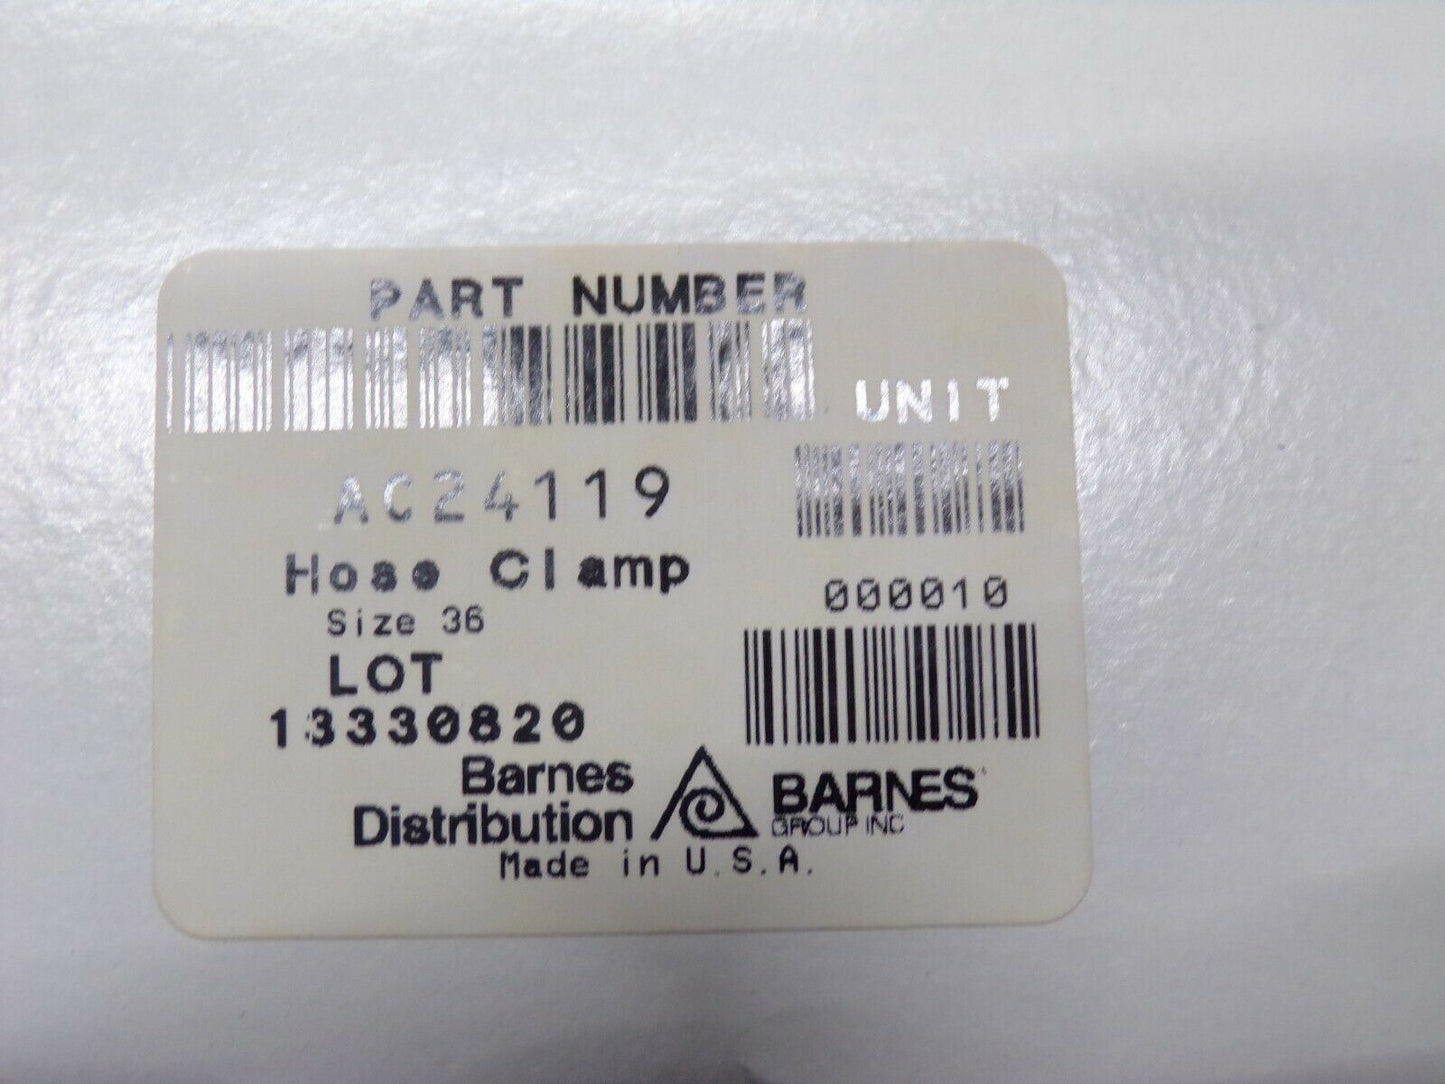 PART NUMBER
UNIT
AC24119
Hose Clamp
000010
Size 36
LOT
13330820
Barnes
Distribution
BARNES
GROUP INC
Made in U.S.A.